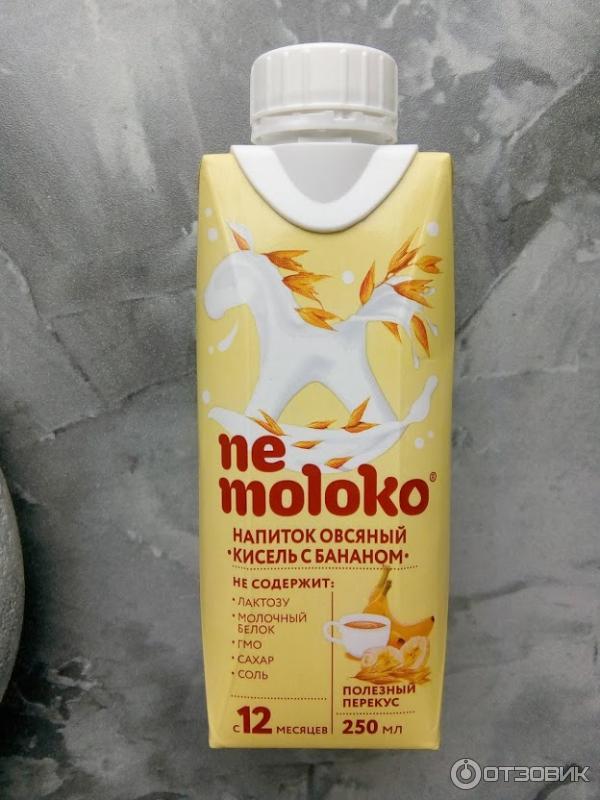 ne
moloko®
НАПИТОК ОВСЯНЫЙ
•КИСЕЛЬ С БАНАНОМ•
НЕ СОДЕРЖИТ:
• ЛАКТОЗУ
• МОЛОЧНЫЙ
БЕЛОК
• ГМО
• САХАР
• СОЛЬ
ПОЛЕЗНЫЙ
ПЕРЕКУС
с 12 МЕСЯЦЕВ
250 МЛ
ОТЗОВИК